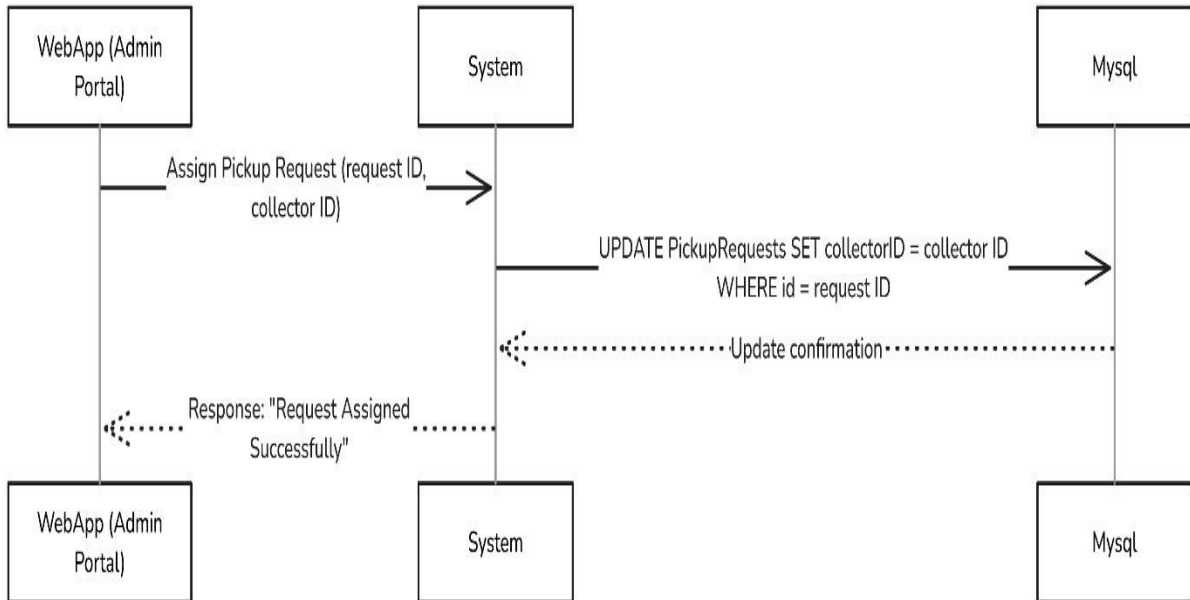 WebApp (Admin
Portal)
System
Mysql
Assign Pickup Request (request ID,
collector ID)
UPDATE PickupRequests SET collectorID = collector ID
WHERE id = request ID
Update confirmation
Response: "Request Assigned
Successfully"
WebApp (Admin
Portal)
System
Mysql